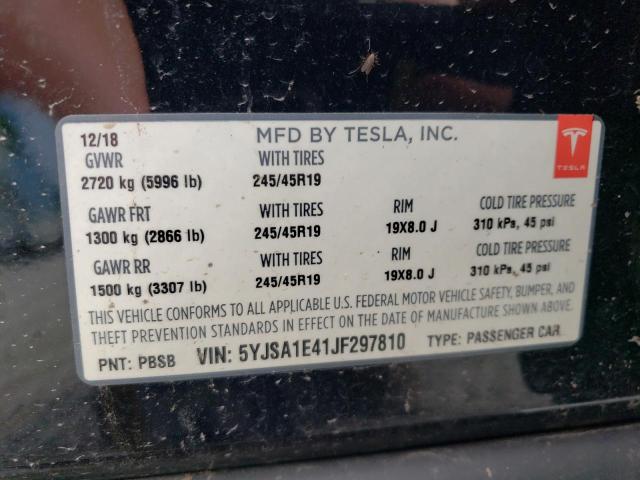 12/18 MFD BY TESLA, INC.
GVWR WITH TIRES
2720 kg (5996 lb) 245/45R19
GAWR FRT WITH TIRES RIM COLD TIRE PRESSURE
1300 kg (2866 lb) 245/45R19 19X8.0 J 310 kPs, 45 psi
GAWR RR WITH TIRES RIM COLD TIRE PRESSURE
1500 kg (3307 lb) 245/45R19 19X8.0 J 310 kPs, 45 psi
THIS VEHICLE CONFORMS TO ALL APPLICABLE U.S. FEDERAL MOTOR VEHICLE SAFETY, BUMPER, AND
THEFT PREVENTION STANDARDS IN EFFECT ON THE DATE OF MANUFACTURE SHOWN ABOVE.
PNT: PBSB VIN: 5YJSA1E41JF297810 TYPE: PASSENGER CAR
TESLA